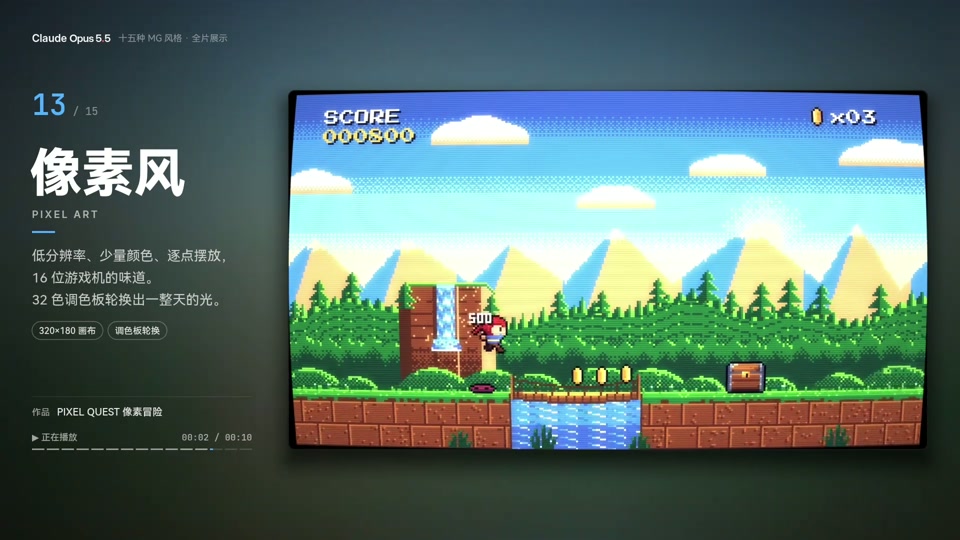 Claude Opus 5.5 十五种 MG 风格 · 全片展示
13 / 15
像素风
PIXEL ART
低分辨率、少量颜色、逐点摆放，
16 位游戏机的味道。
32 色调色板轮换出一整天的光。
320×180 画布 调色板轮换
作品 PIXEL QUEST 像素冒险
▶ 正在播放 00:02 / 00:10
SCORE
000800
x03
500